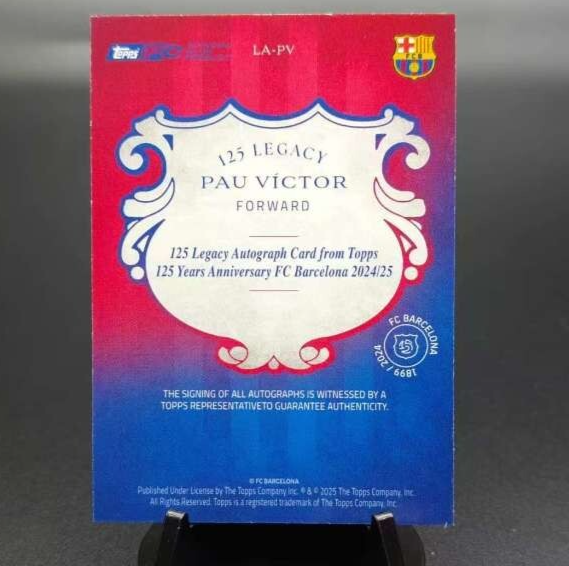 Topps
LA-PV
FCB
125 LEGACY
PAU VÍCTOR
FORWARD
125 Legacy Autograph Card from Topps
125 Years Anniversary FC Barcelona 2024/25
FC BARCELONA
125
1899 / 2024
THE SIGNING OF ALL AUTOGRAPHS IS WITNESSED BY A
TOPPS REPRESENTATIVETO GUARANTEE AUTHENTICITY.
© FC BARCELONA
Published Under License by The Topps Company Inc. ® & © 2025 The Topps Company, Inc.
All Rights Reserved. Topps is a registered trademark of The Topps Company, Inc.